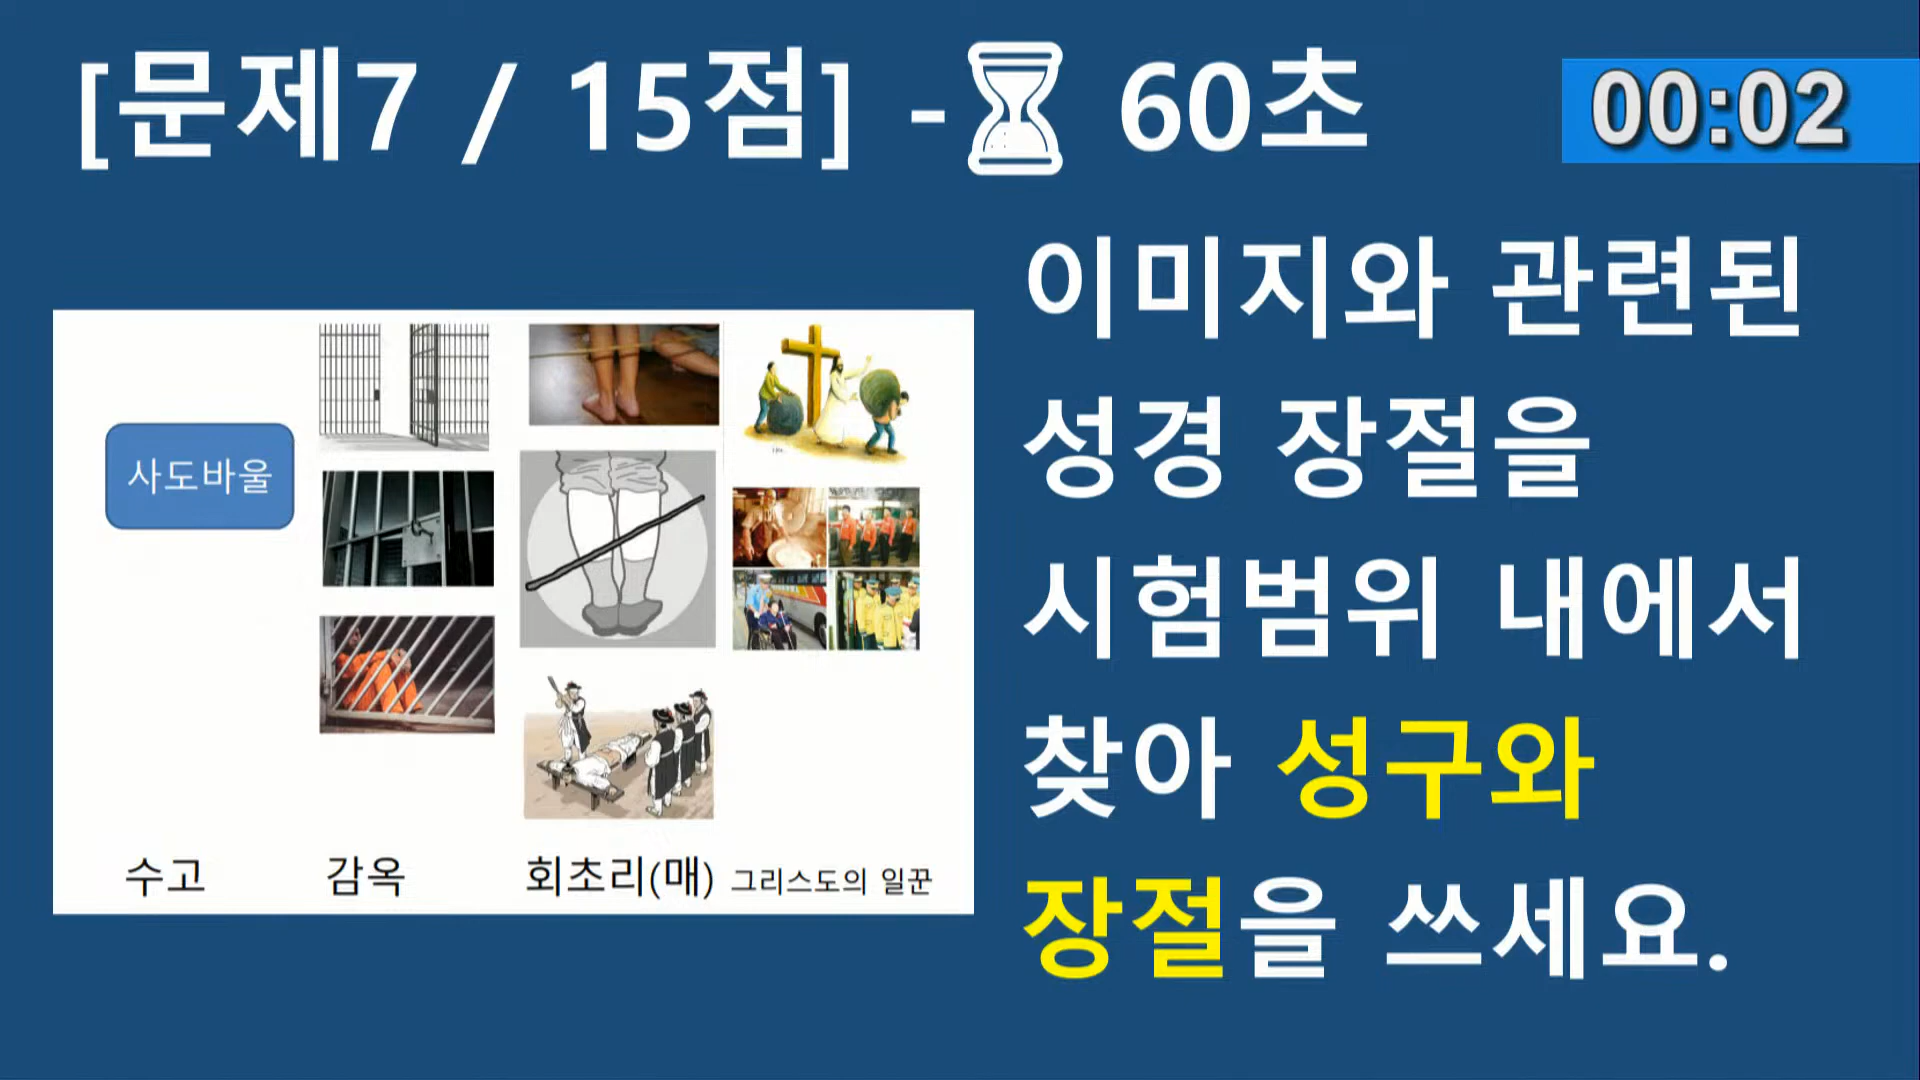 [문제7 / 15점] - 60초
00:02
이미지와 관련된
성경 장절을
시험범위 내에서
찾아 성구와
장절을 쓰세요.
사도바울
수고 감옥 회초리(매) 그리스도의 일꾼